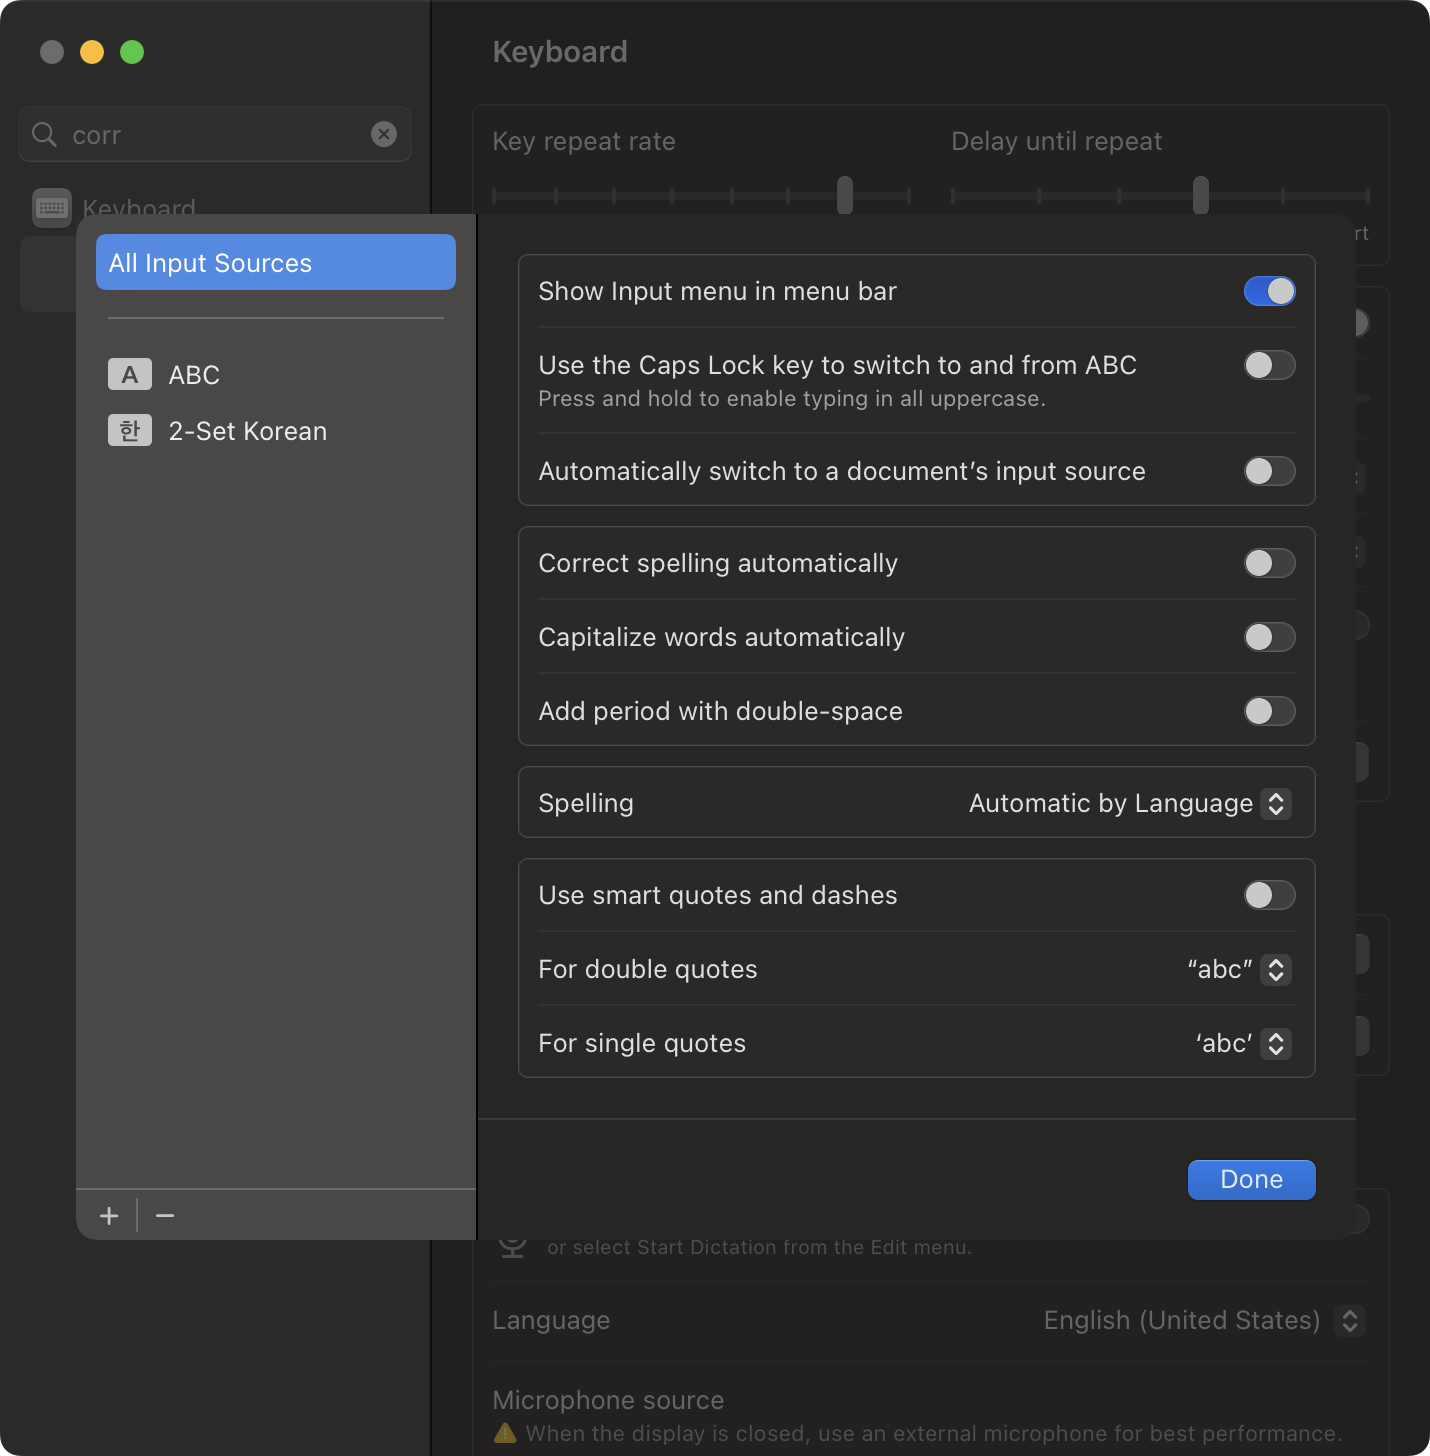 Keyboard
corr
Key repeat rate
Delay until repeat
Keyboard
rt
All Input Sources
A ABC
한 2-Set Korean
Show Input menu in menu bar
Use the Caps Lock key to switch to and from ABC
Press and hold to enable typing in all uppercase.
Automatically switch to a document’s input source
Correct spelling automatically
Capitalize words automatically
Add period with double-space
Spelling Automatic by Language
Use smart quotes and dashes
For double quotes “abc”
For single quotes ‘abc’
Done
or select Start Dictation from the Edit menu.
Language English (United States)
Microphone source
When the display is closed, use an external microphone for best performance.